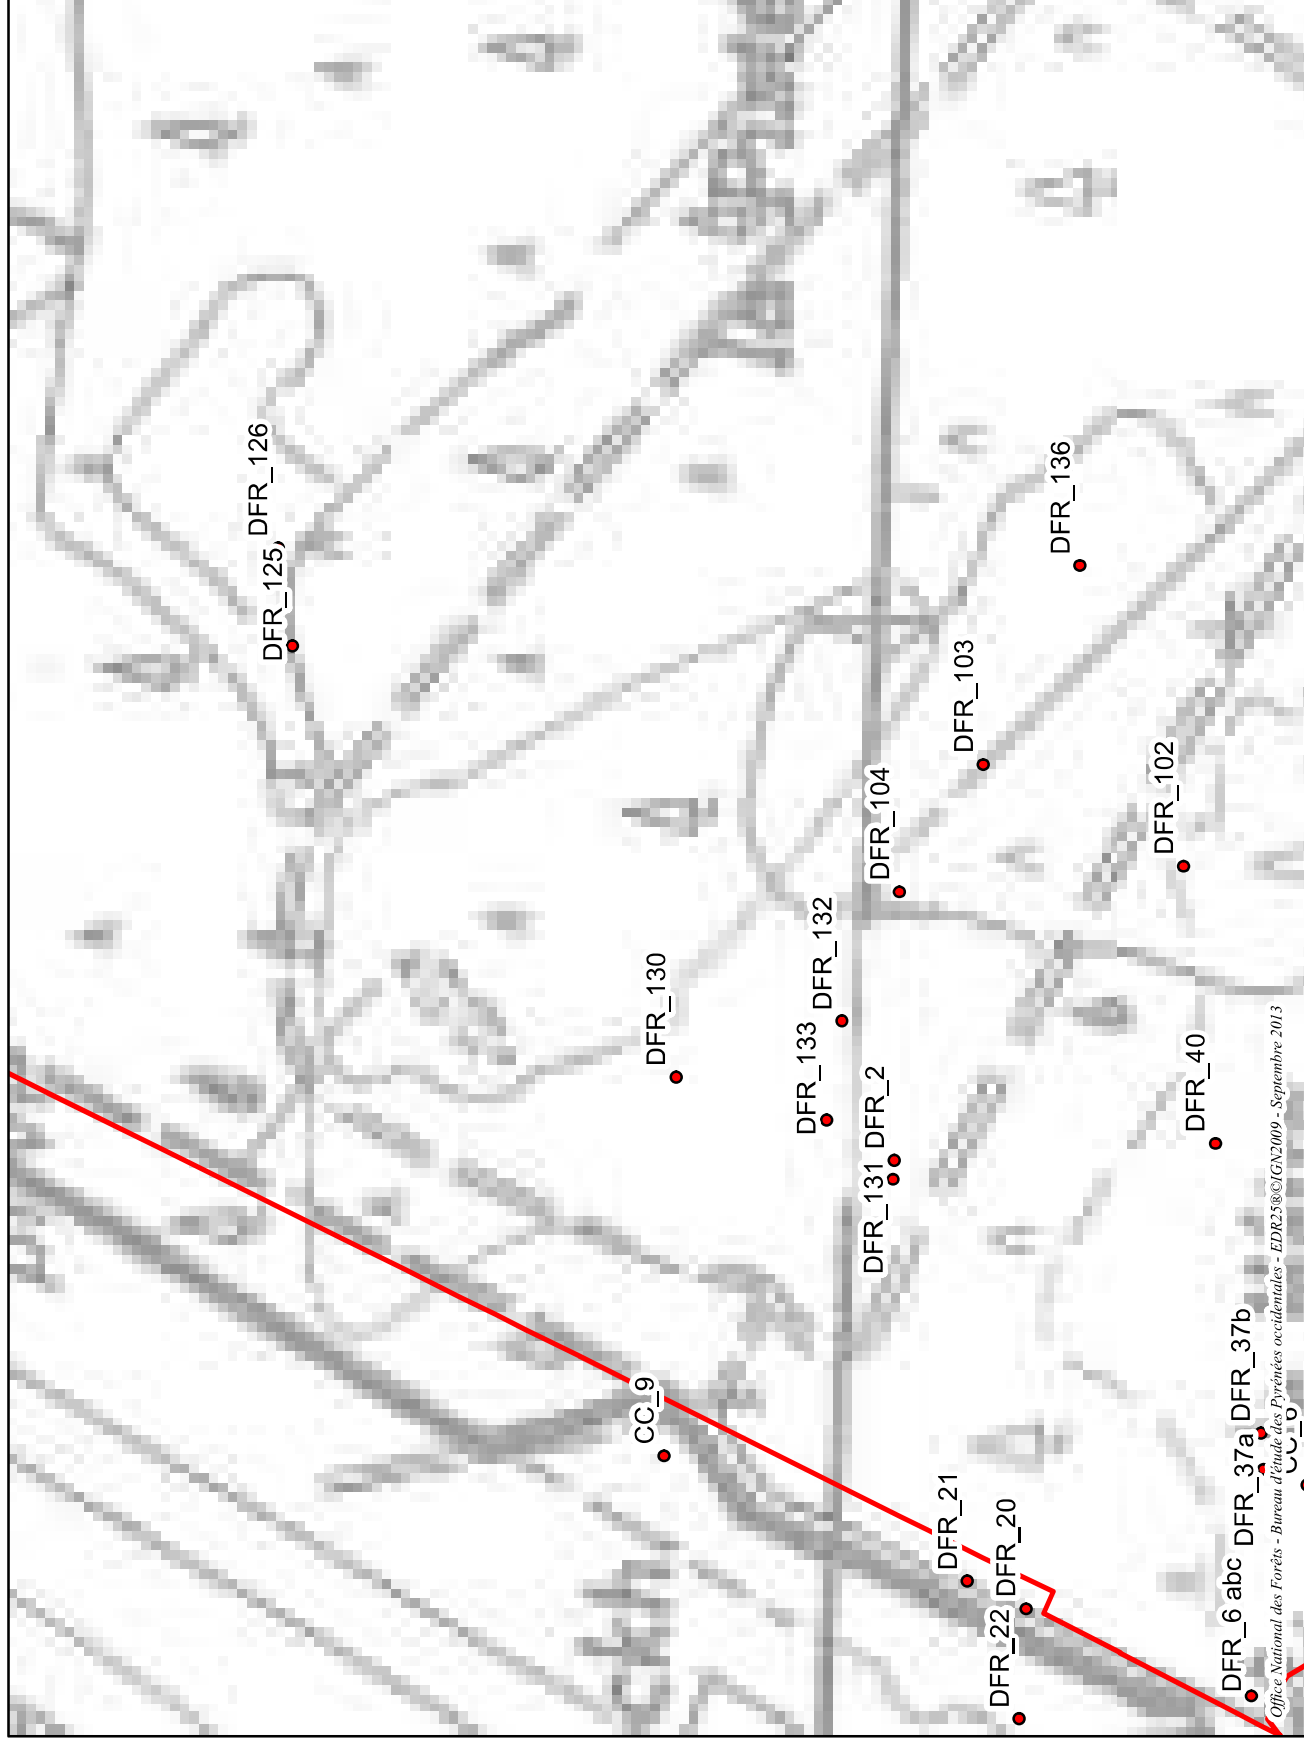 DFR_126
DFR_125
DFR_136
DFR_103
DFR_102
DFR_104
DFR_132
DFR_130
DFR_133
DFR_2
DFR_131
DFR_40
CC_9
DFR_37b
DFR_37a
DFR_21
DFR_20
DFR_22
DFR_6 abc
Office National des Forêts - Bureau d'étude des Pyrénées occidentales - EDR25®©IGN2009 - Septembre 2013